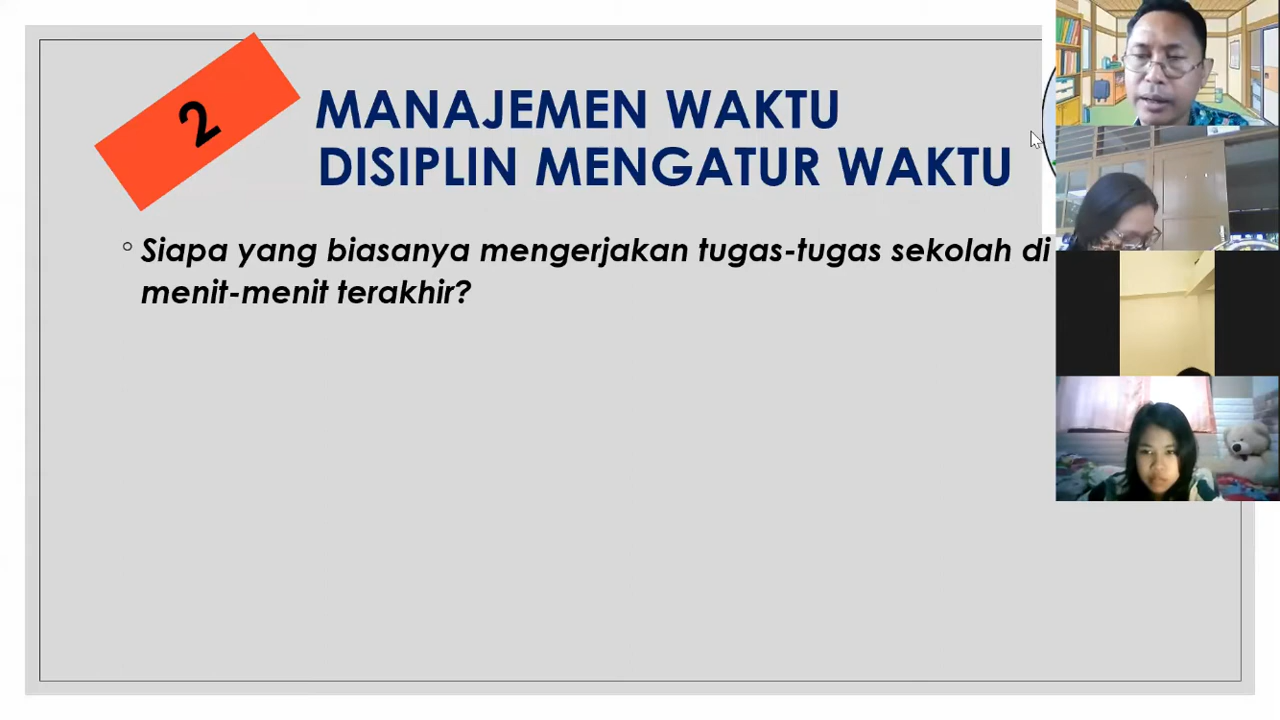 2
MANAJEMEN WAKTU
DISIPLIN MENGATUR WAKTU
Siapa yang biasanya mengerjakan tugas-tugas sekolah di
menit-menit terakhir?